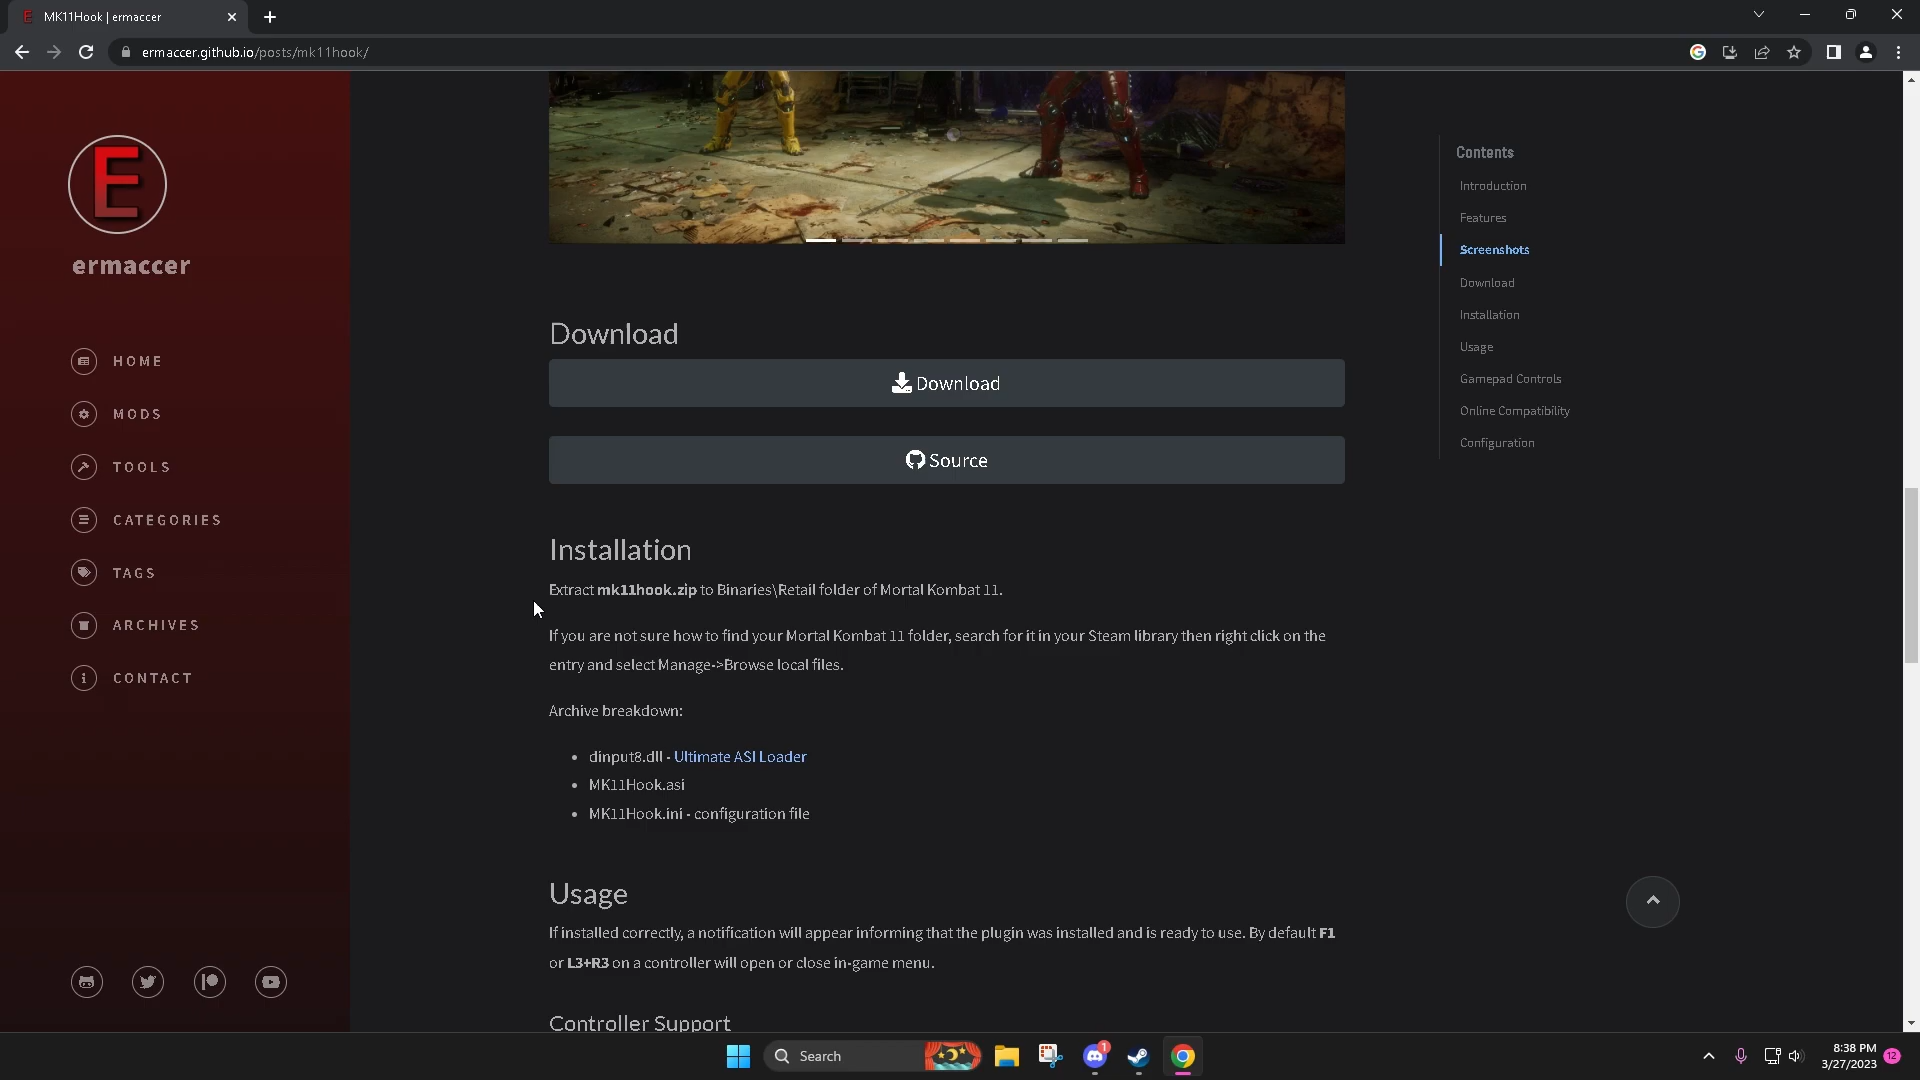 E MK11Hook | ermaccer
ermaccer.github.io/posts/mk11hook/
E
ermaccer
HOME
MODS
TOOLS
CATEGORIES
TAGS
ARCHIVES
CONTACT
Download
Download
Source
Installation
Extract mk11hook.zip to Binaries\Retail folder of Mortal Kombat 11.
If you are not sure how to find your Mortal Kombat 11 folder, search for it in your Steam library then right click on the
entry and select Manage->Browse local files.
Archive breakdown:
• dinput8.dll - Ultimate ASI Loader
• MK11Hook.asi
• MK11Hook.ini - configuration file
Usage
If installed correctly, a notification will appear informing that the plugin was installed and is ready to use. By default F1
or L3+R3 on a controller will open or close in-game menu.
Controller Support
Contents
Introduction
Features
Screenshots
Download
Installation
Usage
Gamepad Controls
Online Compatibility
Configuration
Search
1
8:38 PM
3/27/2023
12